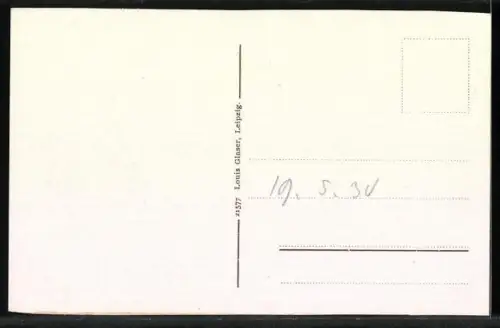 21577 Louis Glaser, Leipzig.
19. 5. 34